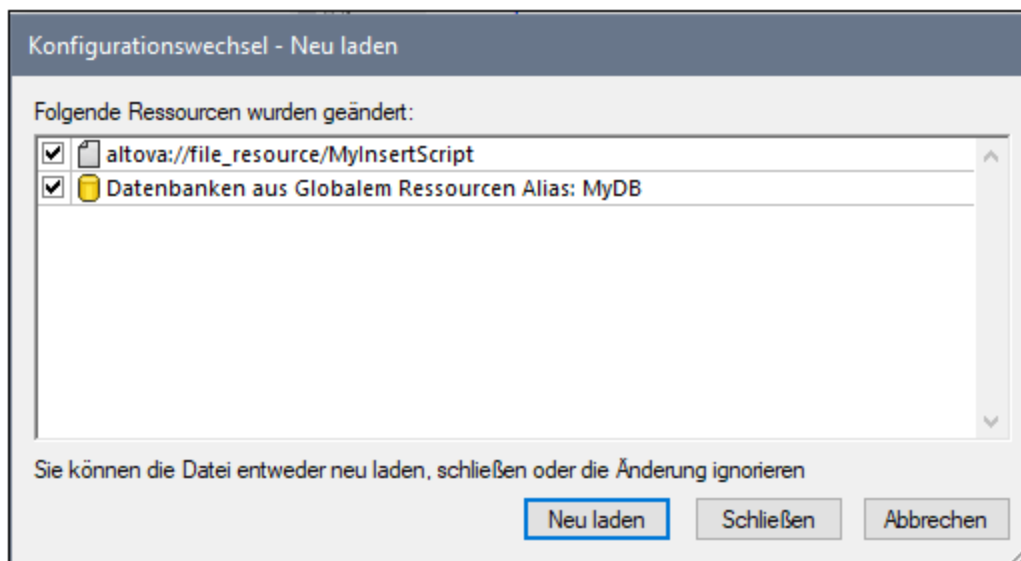 Konfigurationswechsel - Neu laden
Folgende Ressourcen wurden geändert:
altova://file_resource/MyInsertScript
Datenbanken aus Globalem Ressourcen Alias: MyDB
Sie können die Datei entweder neu laden, schließen oder die Änderung ignorieren
Neu laden Schließen Abbrechen